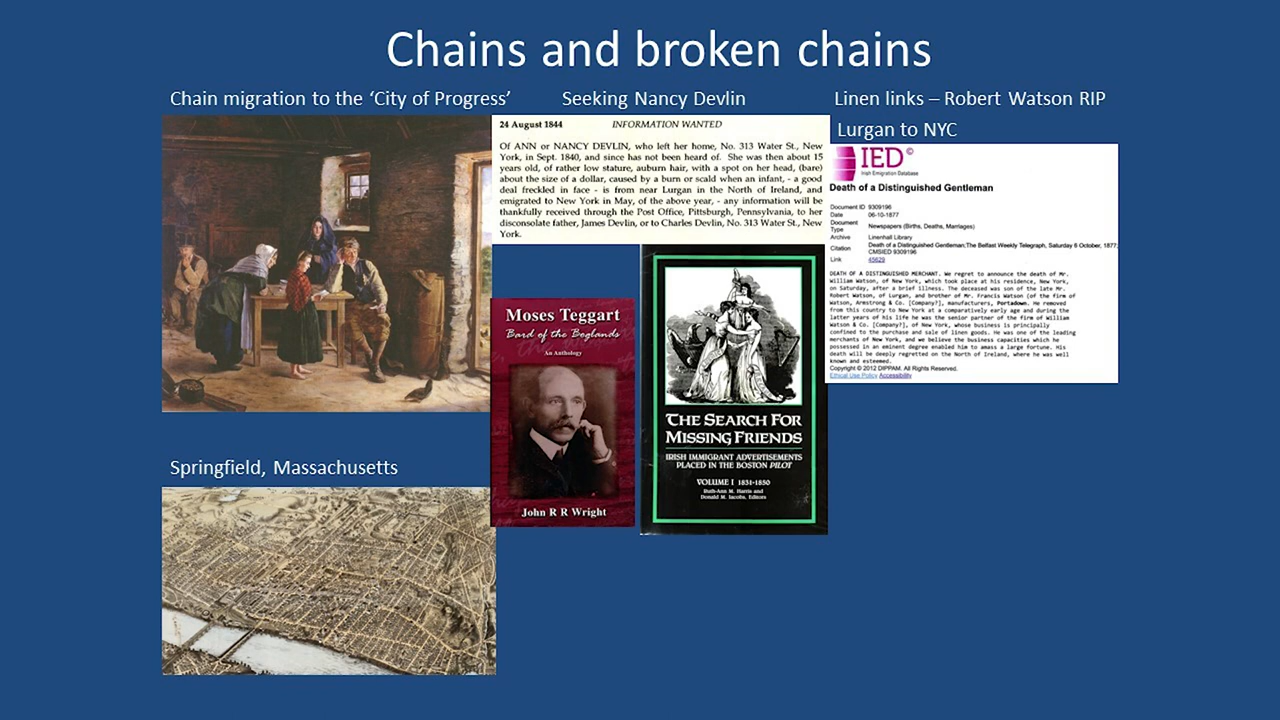 Chains and broken chains
Chain migration to the ‘City of Progress’
Seeking Nancy Devlin
Linen links – Robert Watson RIP
Lurgan to NYC
24 August 1844 INFORMATION WANTED
Of ANN or NANCY DEVLIN, who left her home, No. 313 Water St., New
York, in Sept. 1840, and since has not been heard of. She was then about 15
years old, of rather low stature, auburn hair, with a spot on her head, (bare)
about the size of a dollar, caused by a burn or scald when an infant, - a good
deal freckled in face - is from near Lurgan in the North of Ireland, and
emigrated to New York in May, of the above year, - any information will be
thankfully received through the Post Office, Pittsburgh, Pennsylvania, to her
disconsolate father, James Devlin, or to Charles Devlin, No. 313 Water St., New
York.
IED©
Irish Emigration Database
Death of a Distinguished Gentleman
Document ID 9309196
Date 06-10-1877
Document
Type Newspapers (Births, Deaths, Marriages)
Archive Linenhall Library
Citation Death of a Distinguished Gentleman,The Belfast Weekly Telegraph, Saturday 6 October, 1877;
CMSIED 9309196
Link 45629
DEATH OF A DISTINGUISHED MERCHANT. We regret to announce the death of Mr.
William Watson, of New York, which took place at his residence, New York,
on Saturday, after a brief illness. The deceased was son of the late Mr.
Robert Watson, of Lurgan, and brother of Mr. Francis Watson [of the firm of
Watson, Armstrong & Co. [Company?], manufacturers, Portadown. He removed
from this country to New York at a comparatively early age and during the
latter years of his life he was the senior partner of the firm of William
Watson & Co. [Company?], of New York, whose business is principally
confined to the purchase and sale of linen goods. He was one of the leading
merchants of New York, and we believe the business capacities which he
possessed in an eminent degree enabled him to amass a large fortune. His
death will be deeply regretted on the North of Ireland, where he was well
known and esteemed.
Copyright © 2012 DIPPAM. All Rights Reserved.
Ethical Use Policy Accessibility
Moses Teggart
Bard of the Boglands
An Anthology
John R R Wright
THE SEARCH FOR
MISSING FRIENDS
IRISH IMMIGRANT ADVERTISEMENTS
PLACED IN THE BOSTON PILOT
VOLUME I 1831-1850
Ruth-Ann M. Harris and
Donald M. Jacobs, Editors
Springfield, Massachusetts